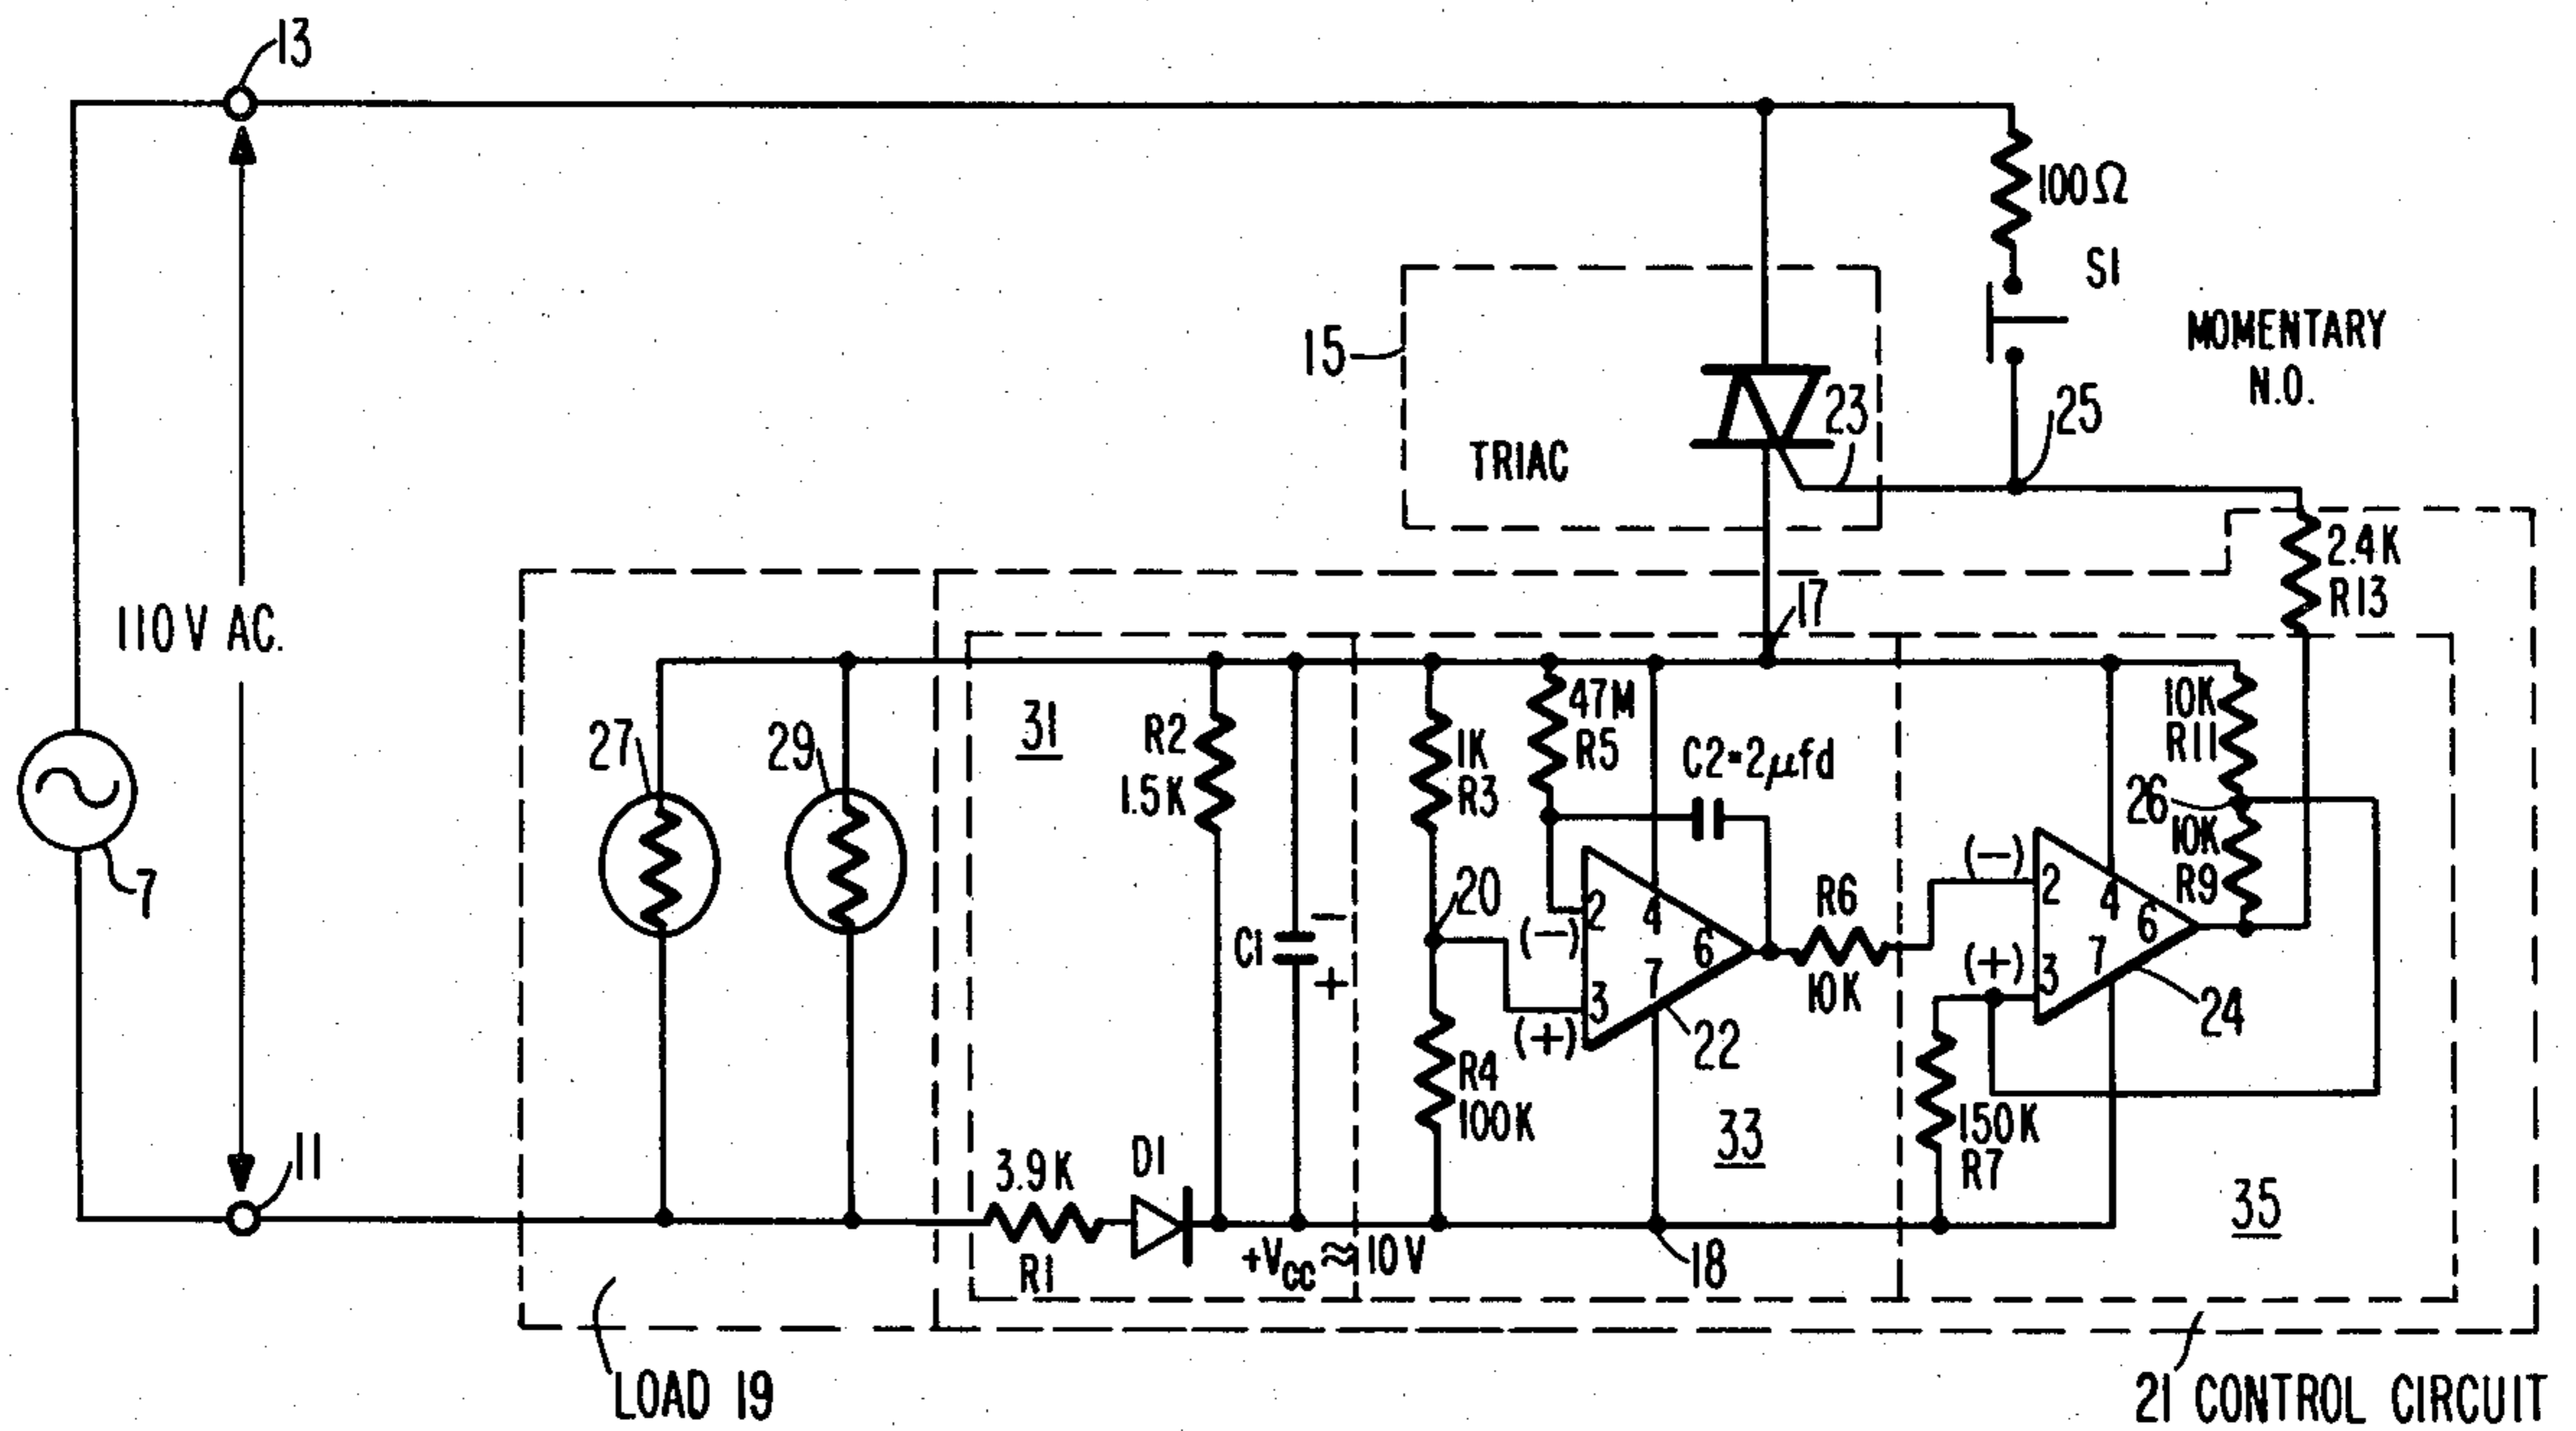 13
100Ω
S1
MOMENTARY
N.O.
15
TRIAC
23
25
2.4K
R13
110V AC.
17
27
29
31
R2
1.5K
1K
R3
47M
R5
C2=2µfd
10K
R11
26
10K
R9
7
C1
−
+
20
2
(−)
3
(+)
4
6
7
22
R6
10K
(−)
2
4
6
7
(+)
3
24
R4
100K
33
150K
R7
35
11
3.9K
R1
D1
+Vcc≈10V
18
LOAD 19
21 CONTROL CIRCUIT